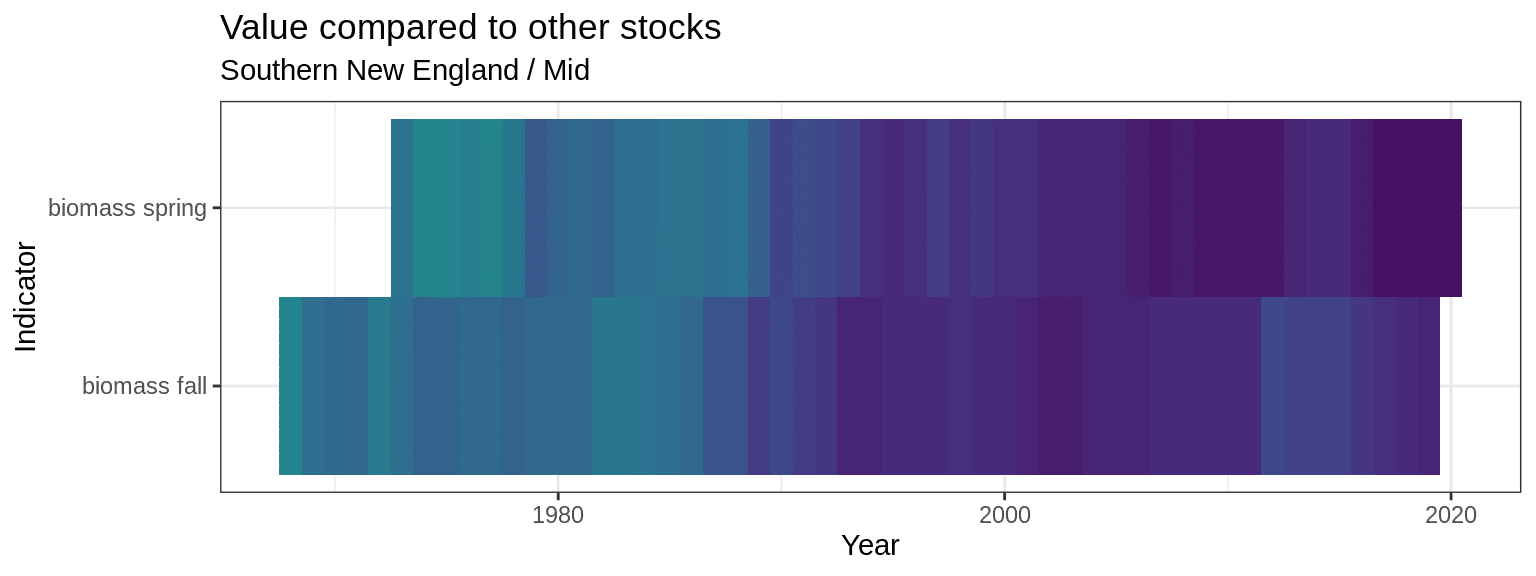 Value compared to other stocks
Southern New England / Mid
Indicator
biomass spring
biomass fall
1980 2000 2020
Year